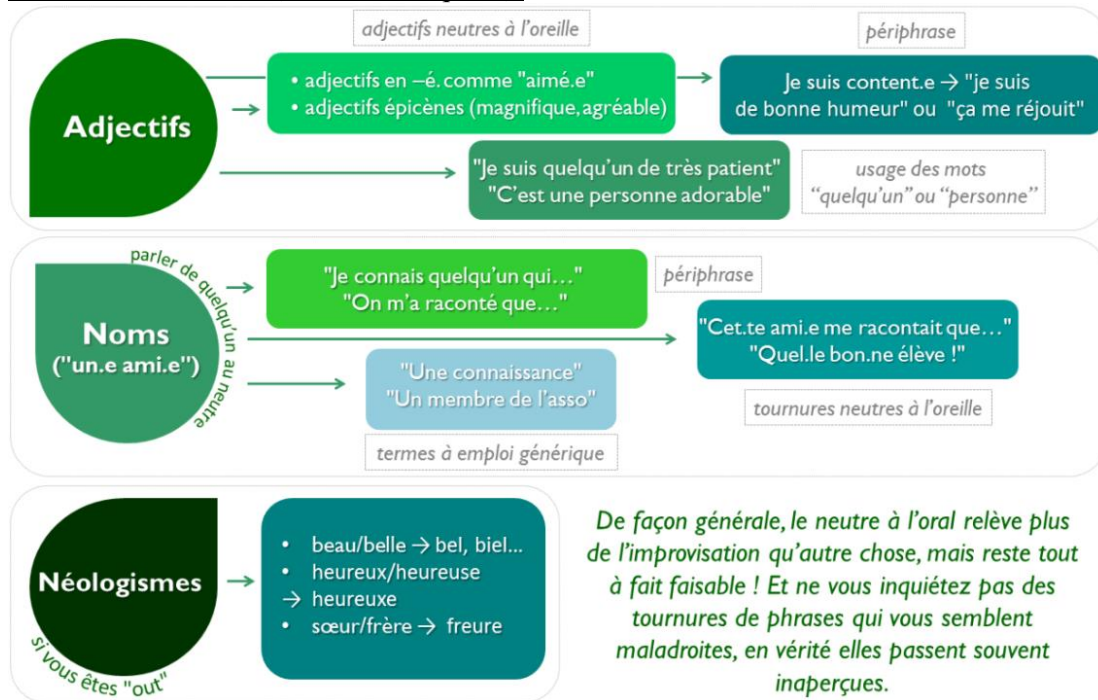 adjectifs neutres à l'oreille
périphrase
Adjectifs
• adjectifs en –é. comme "aimé.e"
• adjectifs épicènes (magnifique, agréable)
Je suis content.e → "je suis
de bonne humeur" ou "ça me réjouit"
"Je suis quelqu'un de très patient"
"C'est une personne adorable"
usage des mots
“quelqu'un” ou “personne”
parler de quelqu'un au neutre
Noms
("un.e ami.e")
"Je connais quelqu'un qui…"
"On m'a raconté que…"
périphrase
"Cet.te ami.e me racontait que…"
"Quel.le bon.ne élève !"
tournures neutres à l'oreille
"Une connaissance"
"Un membre de l'asso"
termes à emploi générique
Néologismes
si vous êtes "out"
• beau/belle → bel, biel...
• heureux/heureuse
→ heureuxe
• sœur/frère → freure
De façon générale, le neutre à l'oral relève plus
de l'improvisation qu'autre chose, mais reste tout
à fait faisable ! Et ne vous inquiétez pas des
tournures de phrases qui vous semblent
maladroites, en vérité elles passent souvent
inaperçues.